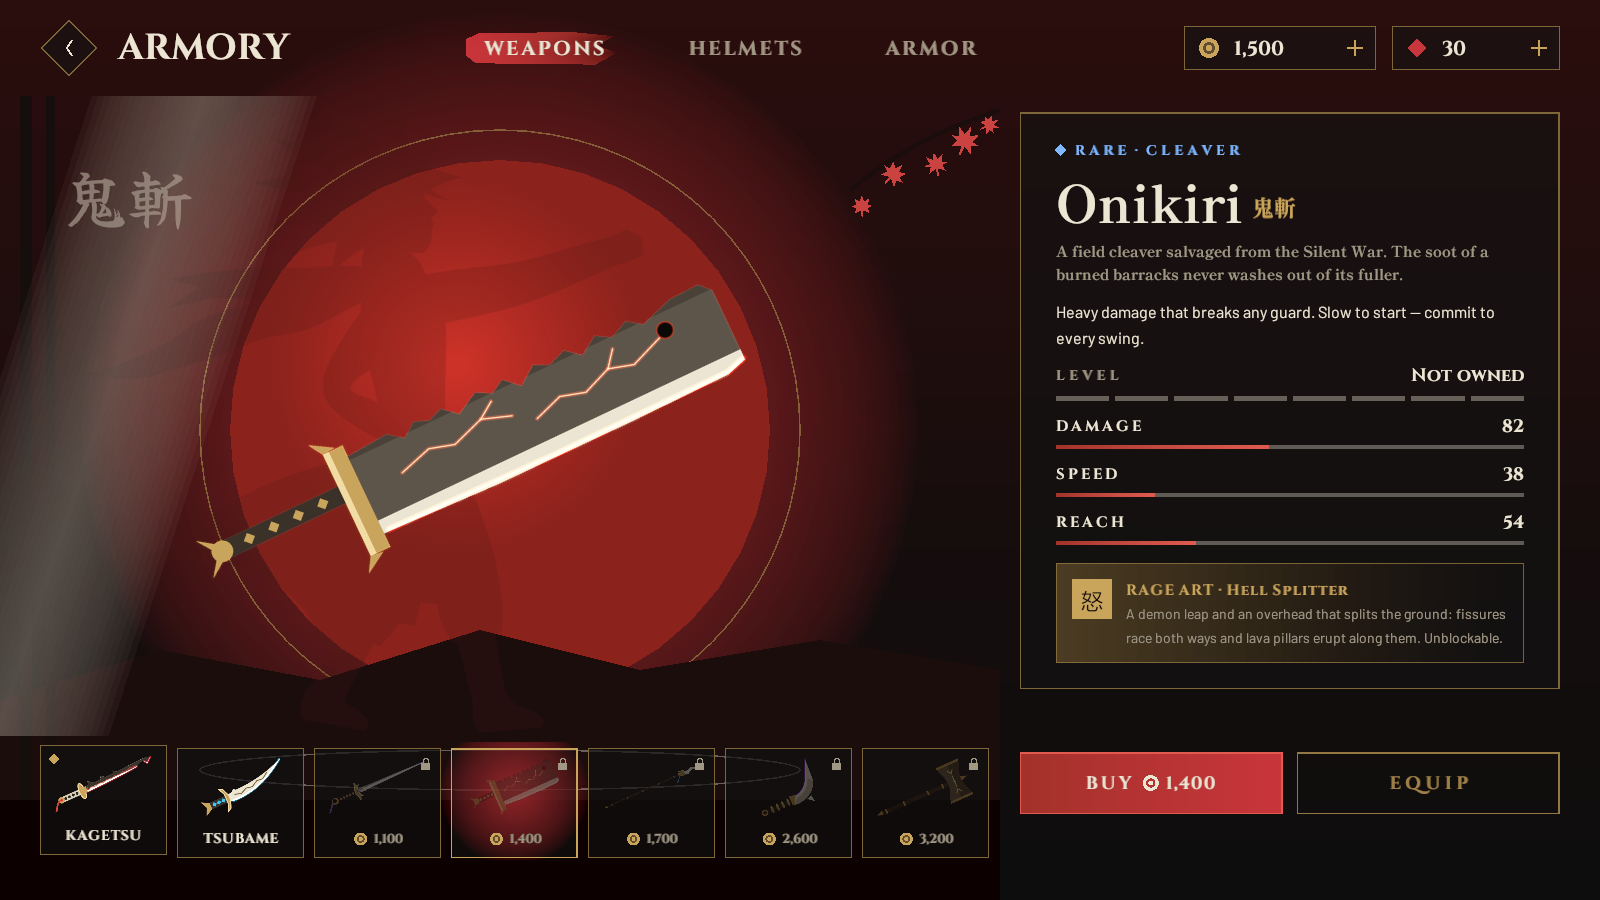 ARMORY
WEAPONS
HELMETS
ARMOR
1,500
30
鬼斬
RARE · CLEAVER
Onikiri 鬼斬
A field cleaver salvaged from the Silent War. The soot of a
burned barracks never washes out of its fuller.
Heavy damage that breaks any guard. Slow to start — commit to
every swing.
LEVEL
NOT OWNED
DAMAGE
82
SPEED
38
REACH
54
怒
RAGE ART · HELL SPLITTER
A demon leap and an overhead that splits the ground: fissures
race both ways and lava pillars erupt along them. Unblockable.
KAGETSU
TSUBAME
1,100
1,400
1,700
2,600
3,200
BUY 1,400
EQUIP